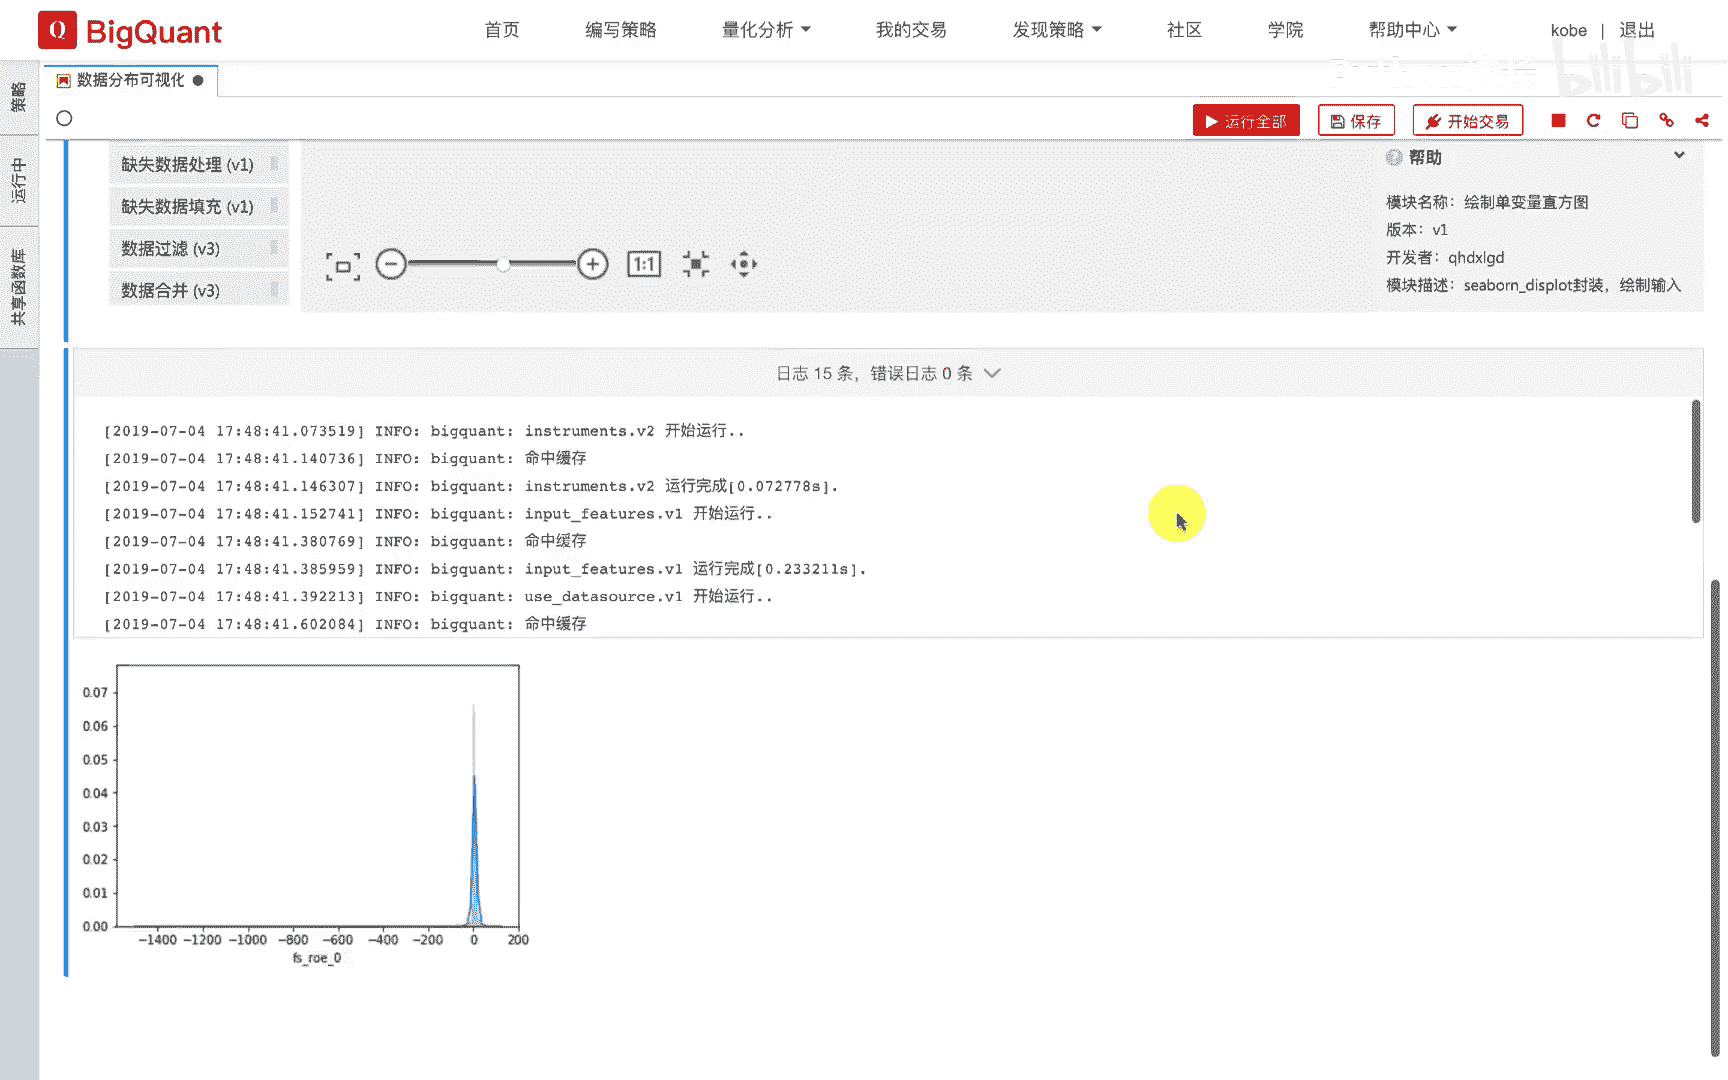 Q BigQuant
首页 编写策略 量化分析 我的交易 发现策略 社区 学院 帮助中心 kobe | 退出
bilibili
数据分布可视化
策略
运行中
共享函数库
运行全部 保存 开始交易
缺失数据处理 (v1)
缺失数据填充 (v1)
数据过滤 (v3)
数据合并 (v3)
1:1
帮助
模块名称：绘制单变量直方图
版本：v1
开发者：qhdxlgd
模块描述：seaborn_displot封装，绘制输入
日志 15 条，错误日志 0 条
[2019-07-04 17:48:41.073519] INFO: bigquant: instruments.v2 开始运行..
[2019-07-04 17:48:41.140736] INFO: bigquant: 命中缓存
[2019-07-04 17:48:41.146307] INFO: bigquant: instruments.v2 运行完成[0.072778s].
[2019-07-04 17:48:41.152741] INFO: bigquant: input_features.v1 开始运行..
[2019-07-04 17:48:41.380769] INFO: bigquant: 命中缓存
[2019-07-04 17:48:41.385959] INFO: bigquant: input_features.v1 运行完成[0.233211s].
[2019-07-04 17:48:41.392213] INFO: bigquant: use_datasource.v1 开始运行..
[2019-07-04 17:48:41.602084] INFO: bigquant: 命中缓存
0.07
0.06
0.05
0.04
0.03
0.02
0.01
0.00
−1400 −1200 −1000 −800 −600 −400 −200 0 200
fs_roe_0